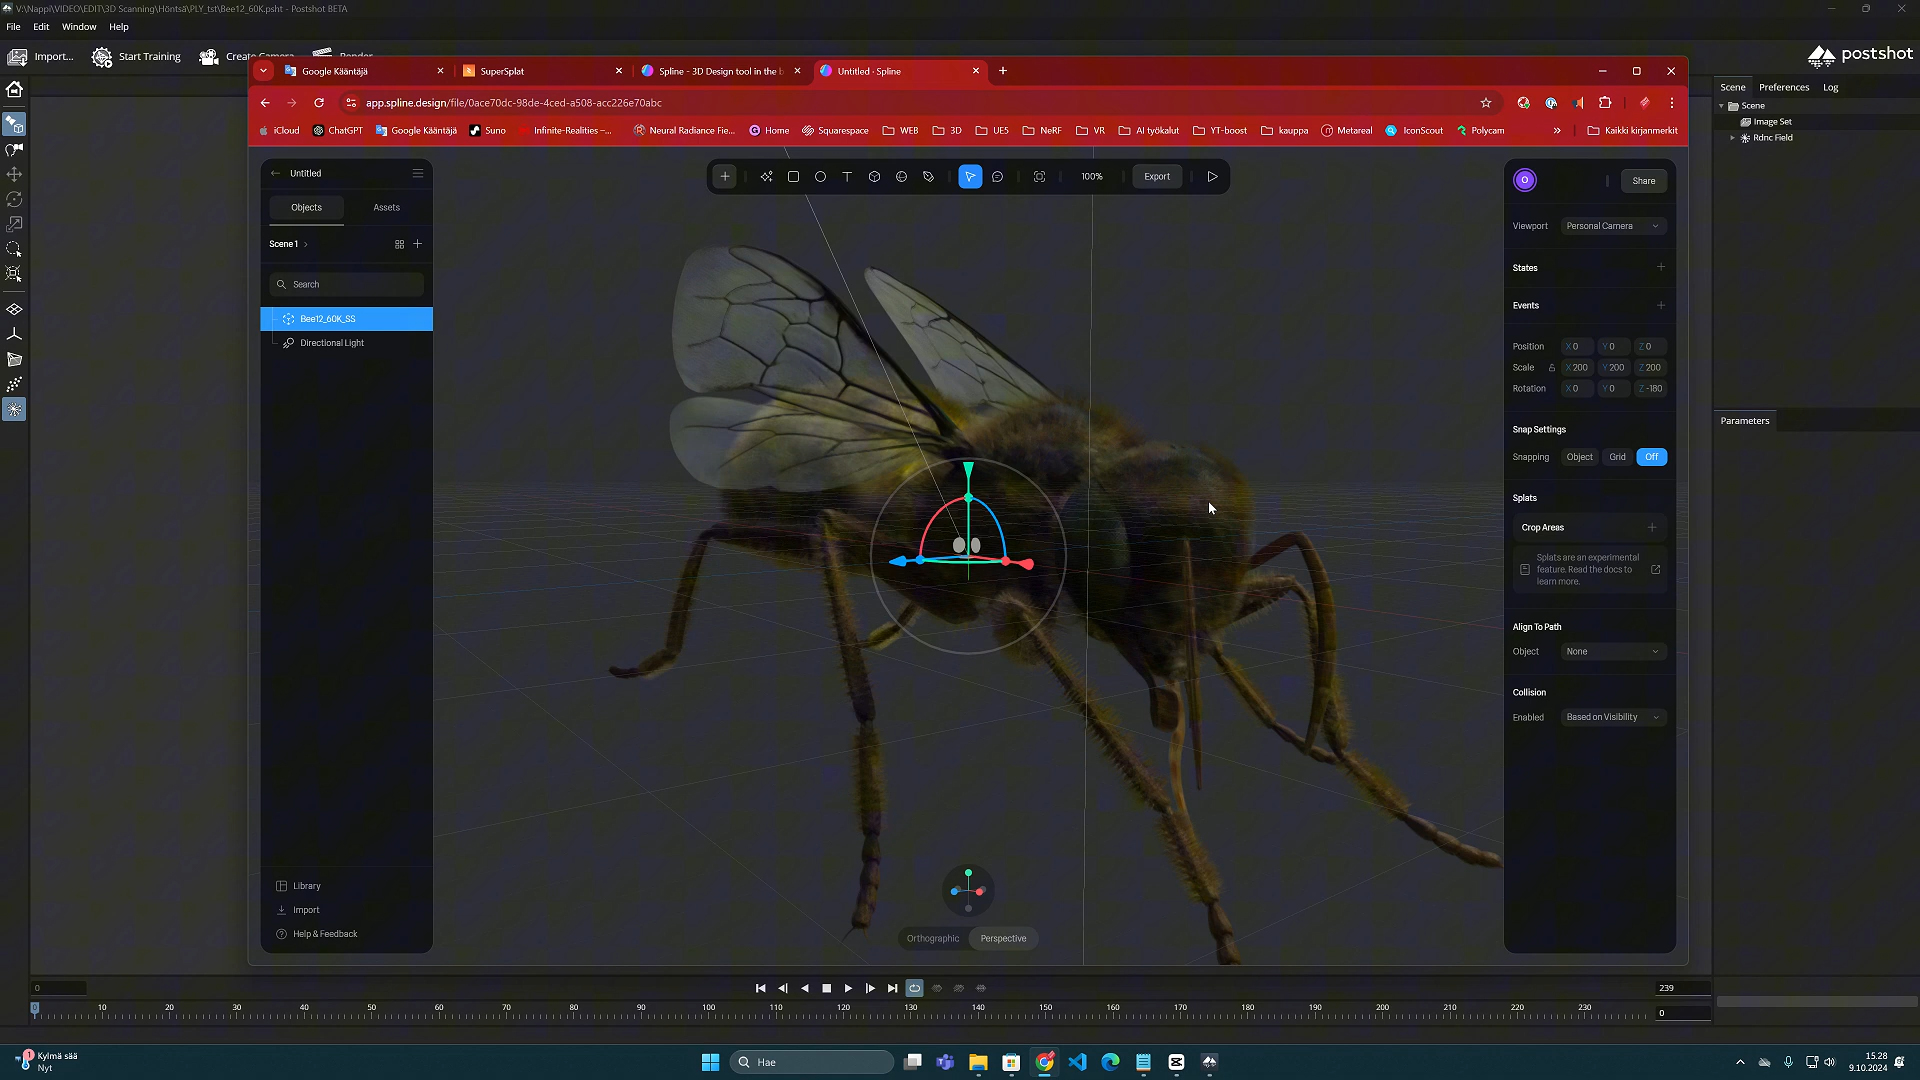 V:\Nappi\VIDEO\EDIT\3D Scanning\Höntsä\PLY_tst\Bee12_60K.psht - Postshot BETA
File Edit Window Help
Import... Start Training Create Camera Render
postshot
Google Kääntäjä
SuperSplat
Spline - 3D Design tool in the b
Untitled - Spline
app.spline.design/file/0ace70dc-98de-4ced-a508-acc226e70abc
iCloud ChatGPT Google Kääntäjä Suno Infinite-Realities –... Neural Radiance Fie... Home Squarespace WEB 3D UE5 NeRF VR AI työkalut YT-boost kauppa Metareal IconScout Polycam » Kaikki kirjanmerkit
Scene Preferences Log
Scene
Image Set
Rdnc Field
Parameters
Untitled
Objects Assets
Scene 1
Search
Bee12_60K_SS
Directional Light
Library
Import
Help & Feedback
100% Export
Orthographic Perspective
O Share
Viewport Personal Camera
States
Events
Position X 0 Y 0 Z 0
Scale X 200 Y 200 Z 200
Rotation X 0 Y 0 Z -180
Snap Settings
Snapping Object Grid Off
Splats
Crop Areas
Splats are an experimental
feature. Read the docs to
learn more.
Align To Path
Object None
Collision
Enabled Based on Visibility
0 239
0 10 20 30 40 50 60 70 80 90 100 110 120 130 140 150 160 170 180 190 200 210 220 230 0
1 Kylmä sää
Nyt
Hae
15.28
9.10.2024